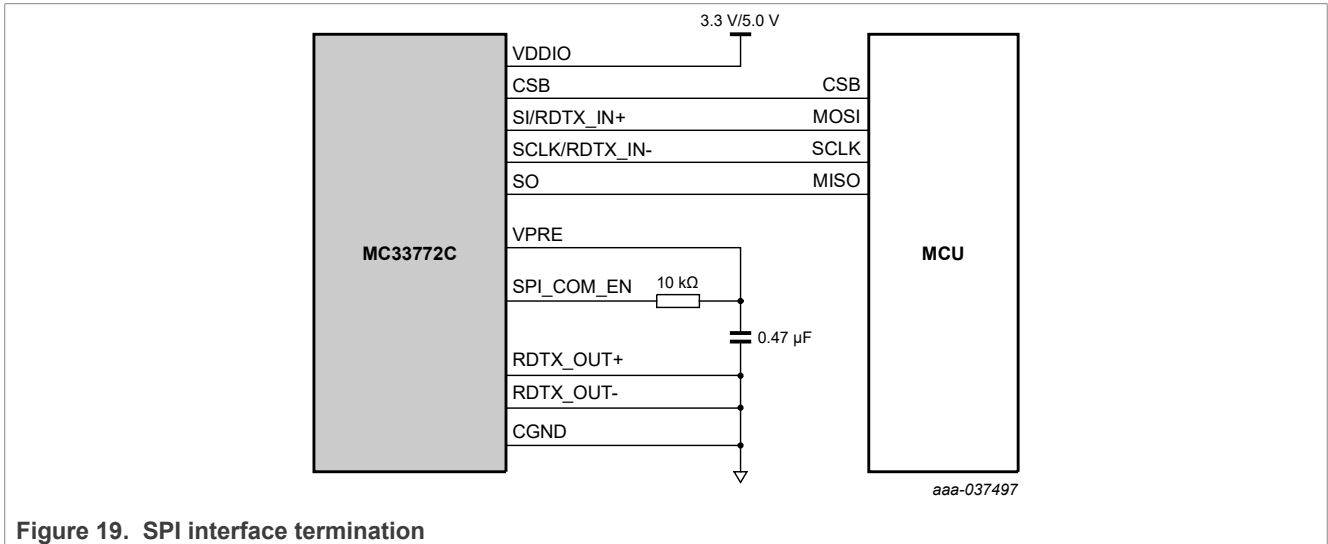 3.3 V/5.0 V
VDDIO
CSB CSB
SI/RDTX_IN+ MOSI
SCLK/RDTX_IN- SCLK
SO MISO
VPRE
MC33772C MCU
SPI_COM_EN 10 kΩ
0.47 µF
RDTX_OUT+
RDTX_OUT-
CGND
aaa-037497
Figure 19. SPI interface termination